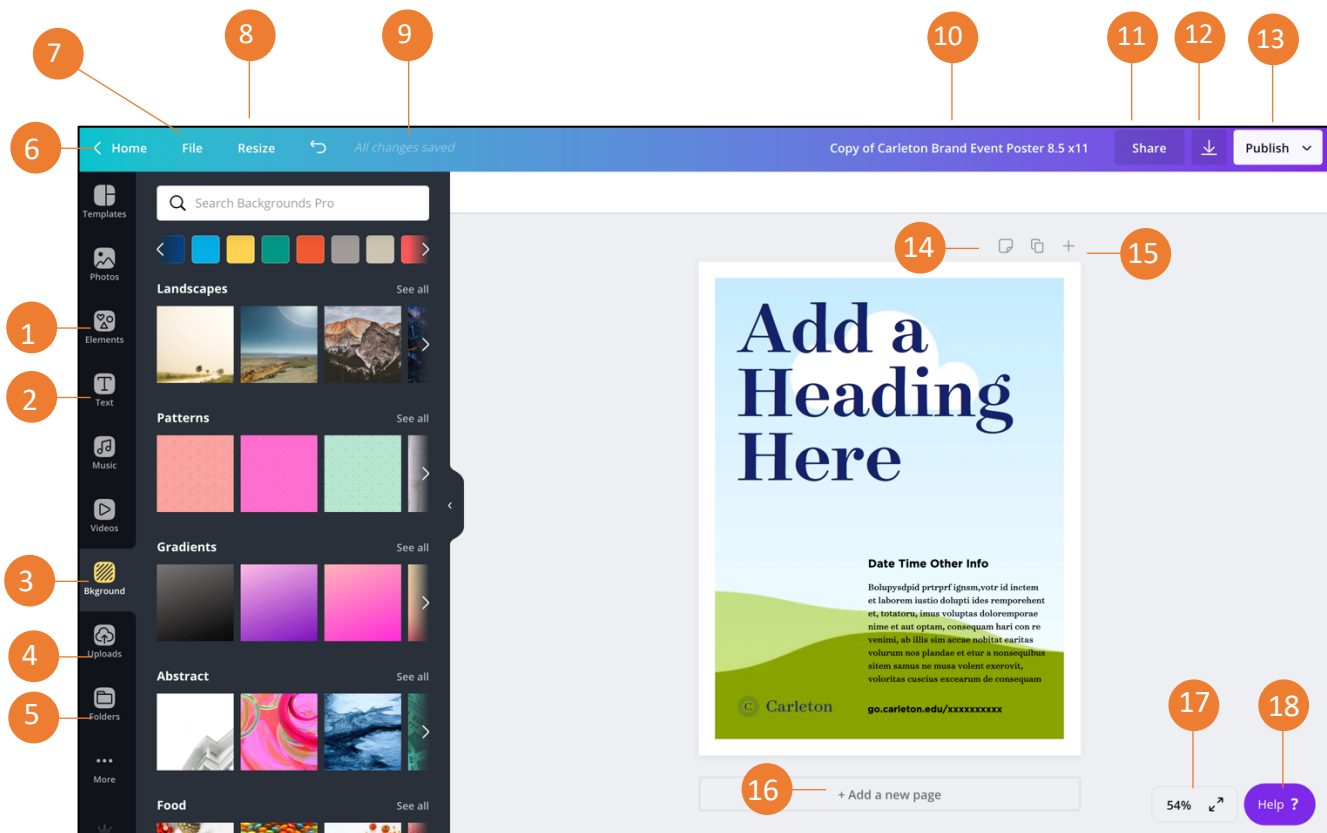 7
8
9
10
11
12
13
6
Home
File
Resize
All changes saved
Copy of Carleton Brand Event Poster 8.5 x11
Share
Publish
Templates
Photos
1
Elements
2
Text
Music
Videos
3
Bkground
4
Uploads
5
Folders
More
Search Backgrounds Pro
Landscapes
See all
Patterns
See all
Gradients
See all
Abstract
See all
Food
See all
14
15
Add a
Heading
Here
Date Time Other Info
Bolupysdpid prtprf ignsm,votr id inctem
et laborem iustio dolupti ides remporehent
et, totatoru, imus voluptas doloremporae
nime et aut optam, consequam hari con re
venimi, ab illis sim accae nobitat earitas
volurum nos plandae et etur a nonsequibus
sitem samus ne musa volent exerovit,
voloritas cuscius excearum de consequam
C Carleton
go.carleton.edu/xxxxxxxxxx
16
+ Add a new page
17
54%
18
Help ?